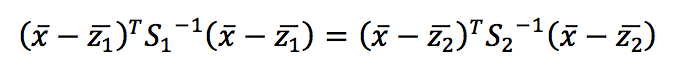 (x̄ − z̄₁)ᵀS₁⁻¹(x̄ − z̄₁) = (x̄ − z̄₂)ᵀS₂⁻¹(x̄ − z̄₂)